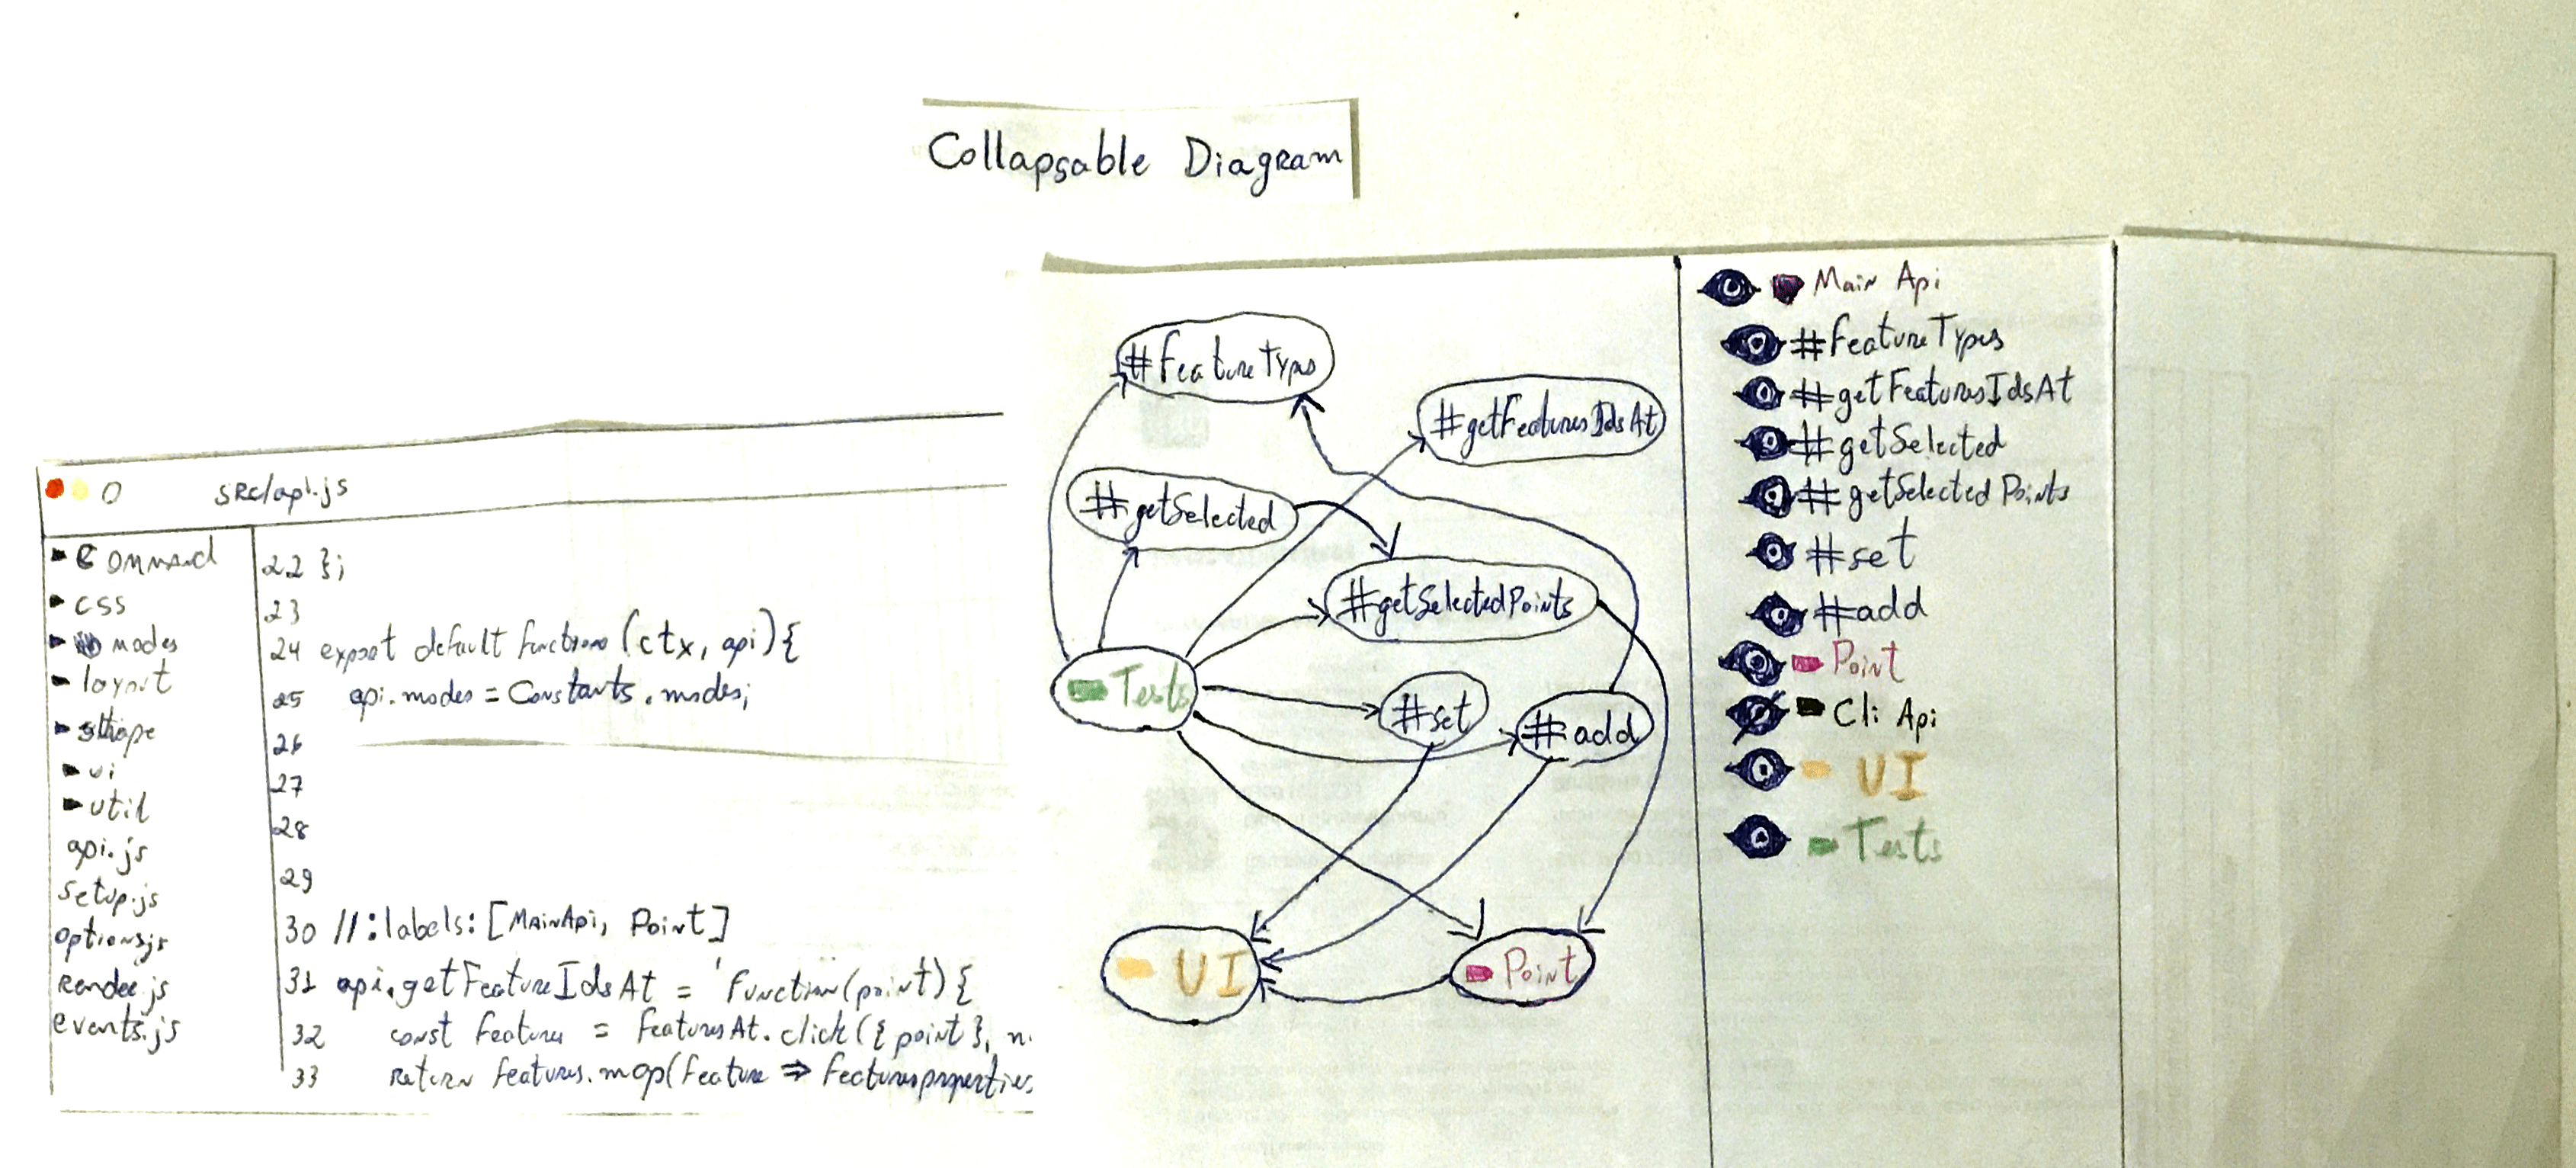 Collapsable Diagram
src/api.js
Command
css
modes
layout
shape
ui
util
api.js
setup.js
options.js
Render.js
events.js
22 };
23
24 export default function (ctx, api) {
25 api.modes = Constants.modes;
26
27
28
29
30 //:labels:[MainApi, Point]
31 api.getFeatureIdsAt = function(point){
32 const features = featuresAt.click({point}, n.
33 return features.map(feature => feature.properties
#featureTypes
#getFeaturesIdsAt
#getSelected
#getSelectedPoints
Tests
#set
#add
UI
Point
Main Api
#featureTypes
#getFeaturesIdsAt
#getSelected
#getSelected Points
#set
#add
Point
Cli Api
UI
Tests